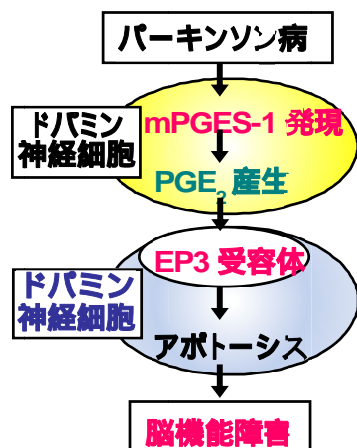 パーキンソン病
ドパミン
神経細胞
mPGES-1 発現
PGE2 産生
EP3 受容体
ドパミン
神経細胞
アポトーシス
脳機能障害